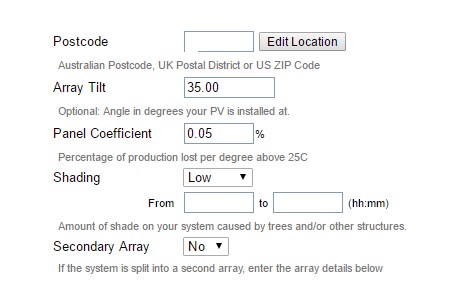 Postcode Edit Location
Australian Postcode, UK Postal District or US ZIP Code
Array Tilt 35.00
Optional: Angle in degrees your PV is installed at.
Panel Coefficient 0.05 %
Percentage of production lost per degree above 25C
Shading Low
From to (hh:mm)
Amount of shade on your system caused by trees and/or other structures.
Secondary Array No
If the system is split into a second array, enter the array details below